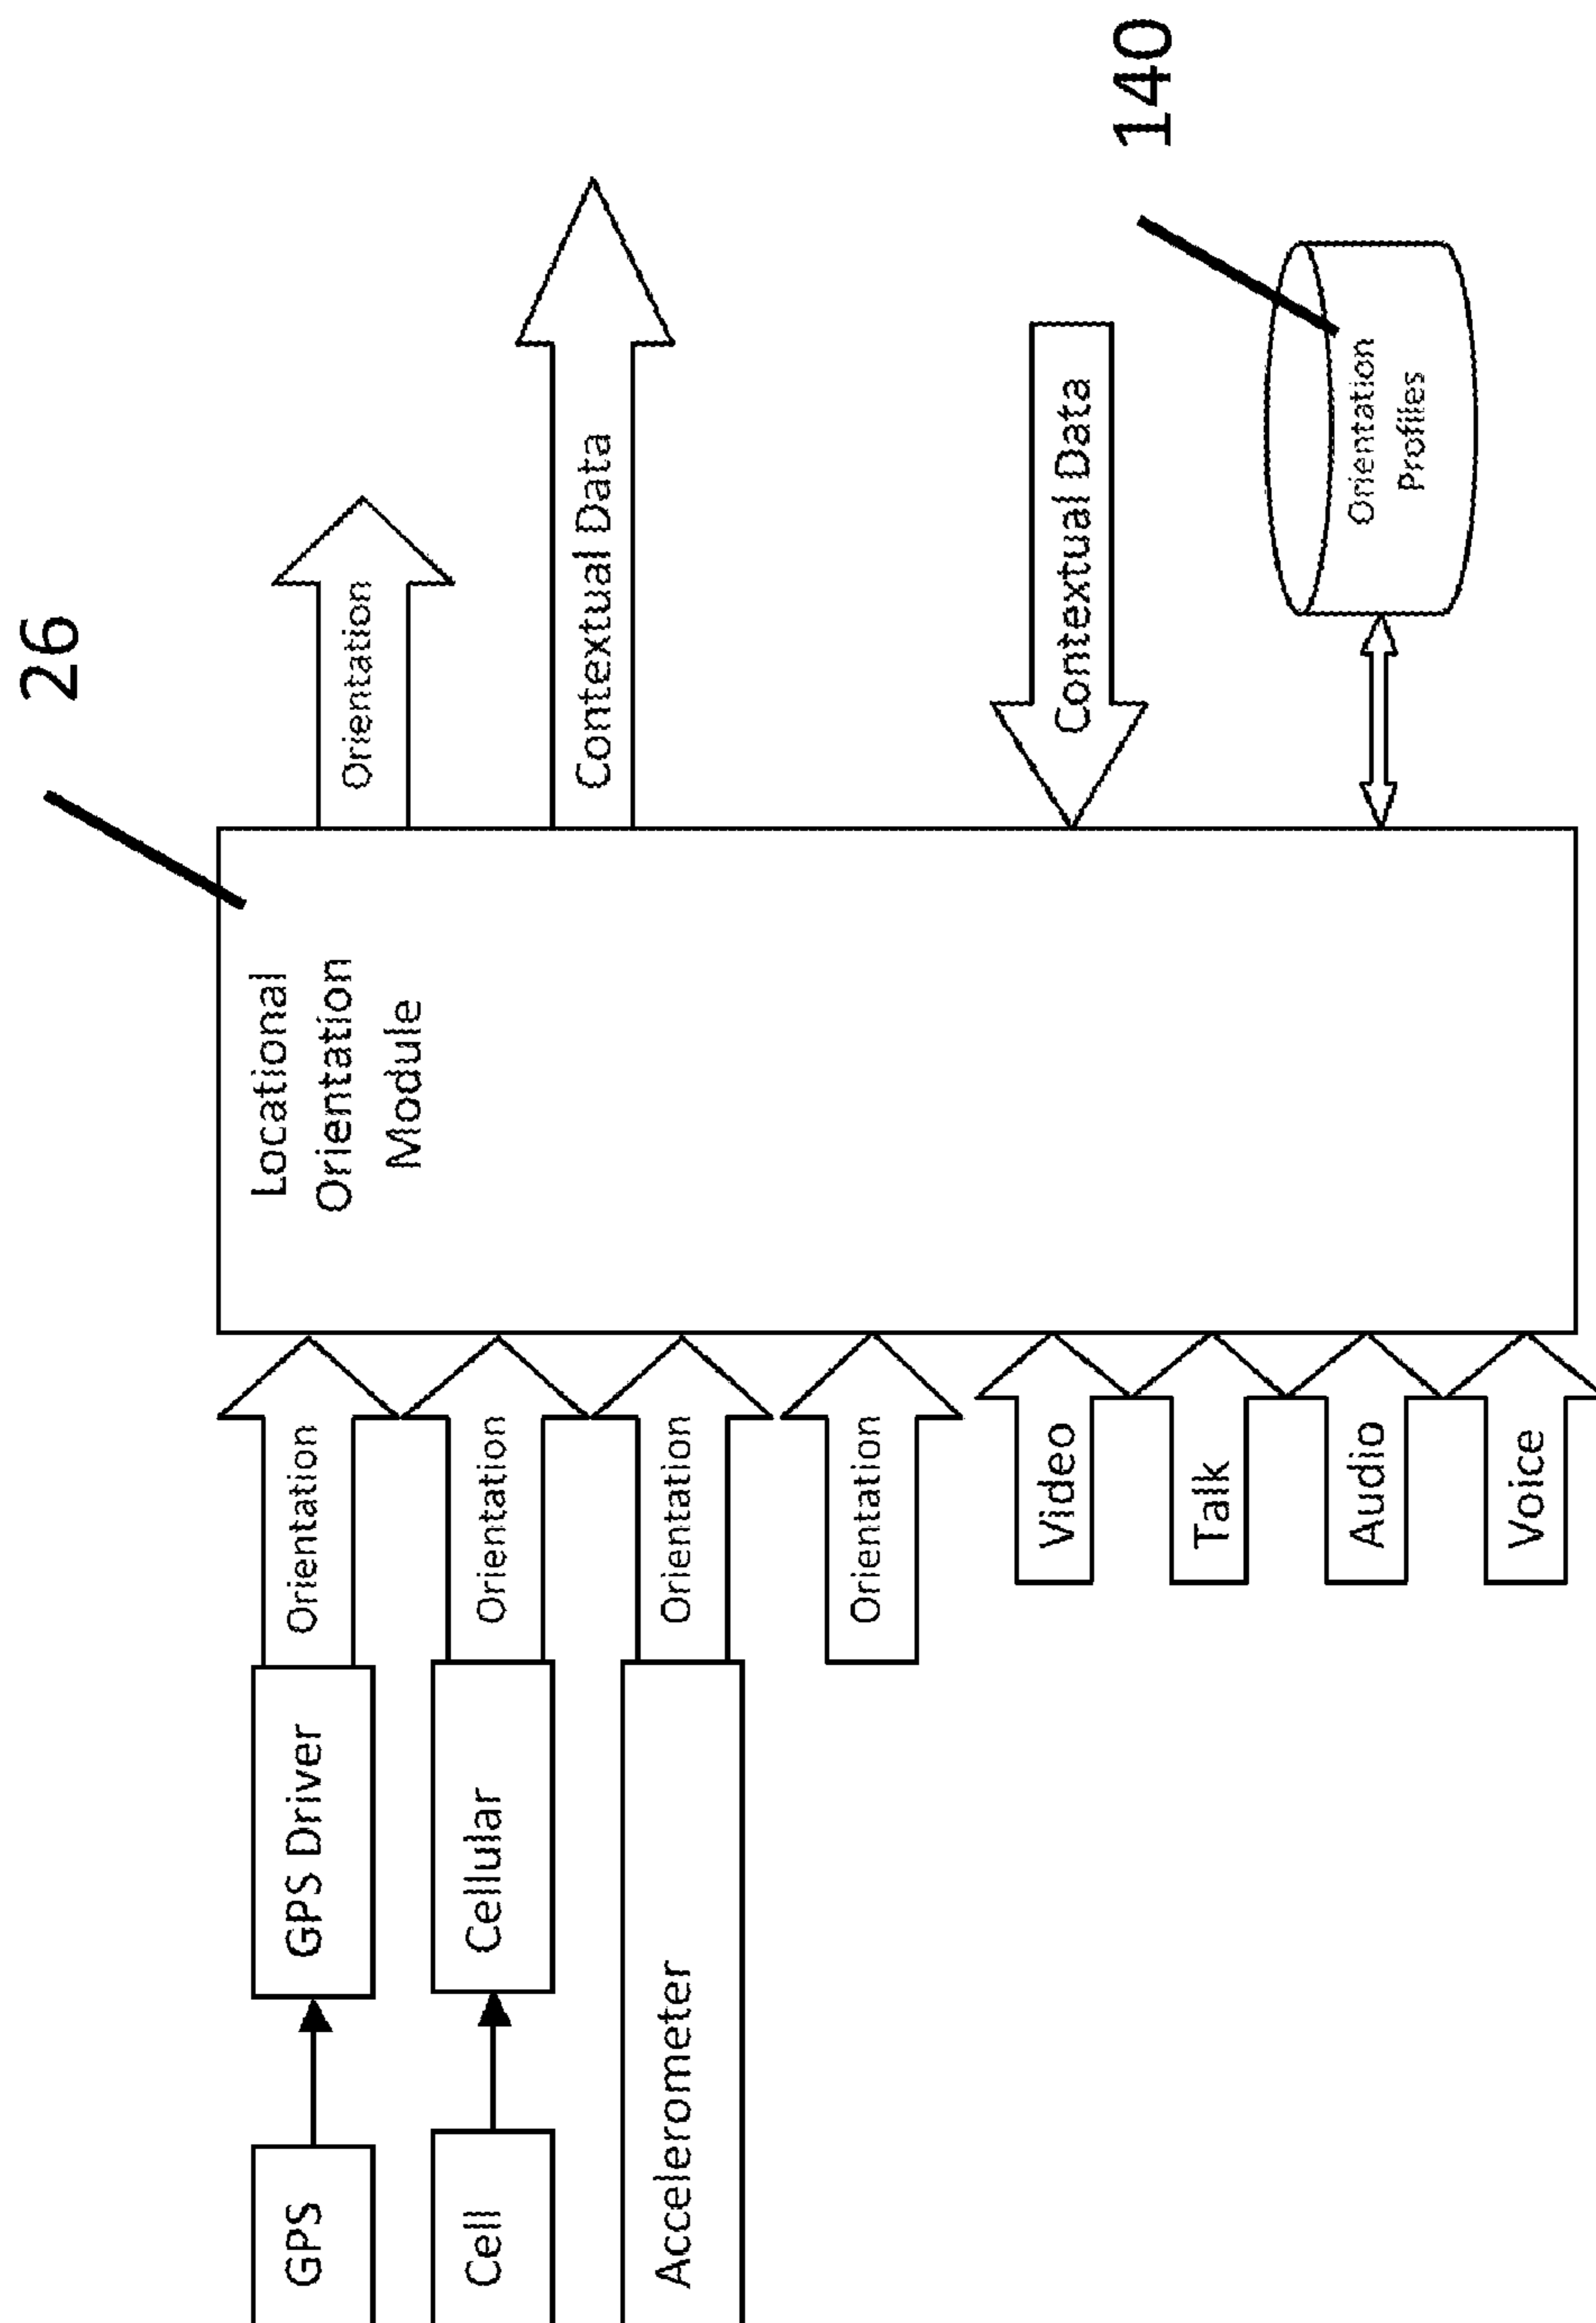 26
140
GPS
GPS Driver
Orientation
Cell
Cellular
Orientation
Accelerometer
Orientation
Orientation
Video
Talk
Audio
Voice
Locational
Orientation
Module
Orientation
Contextual Data
Contextual Data
Orientation
Profiles